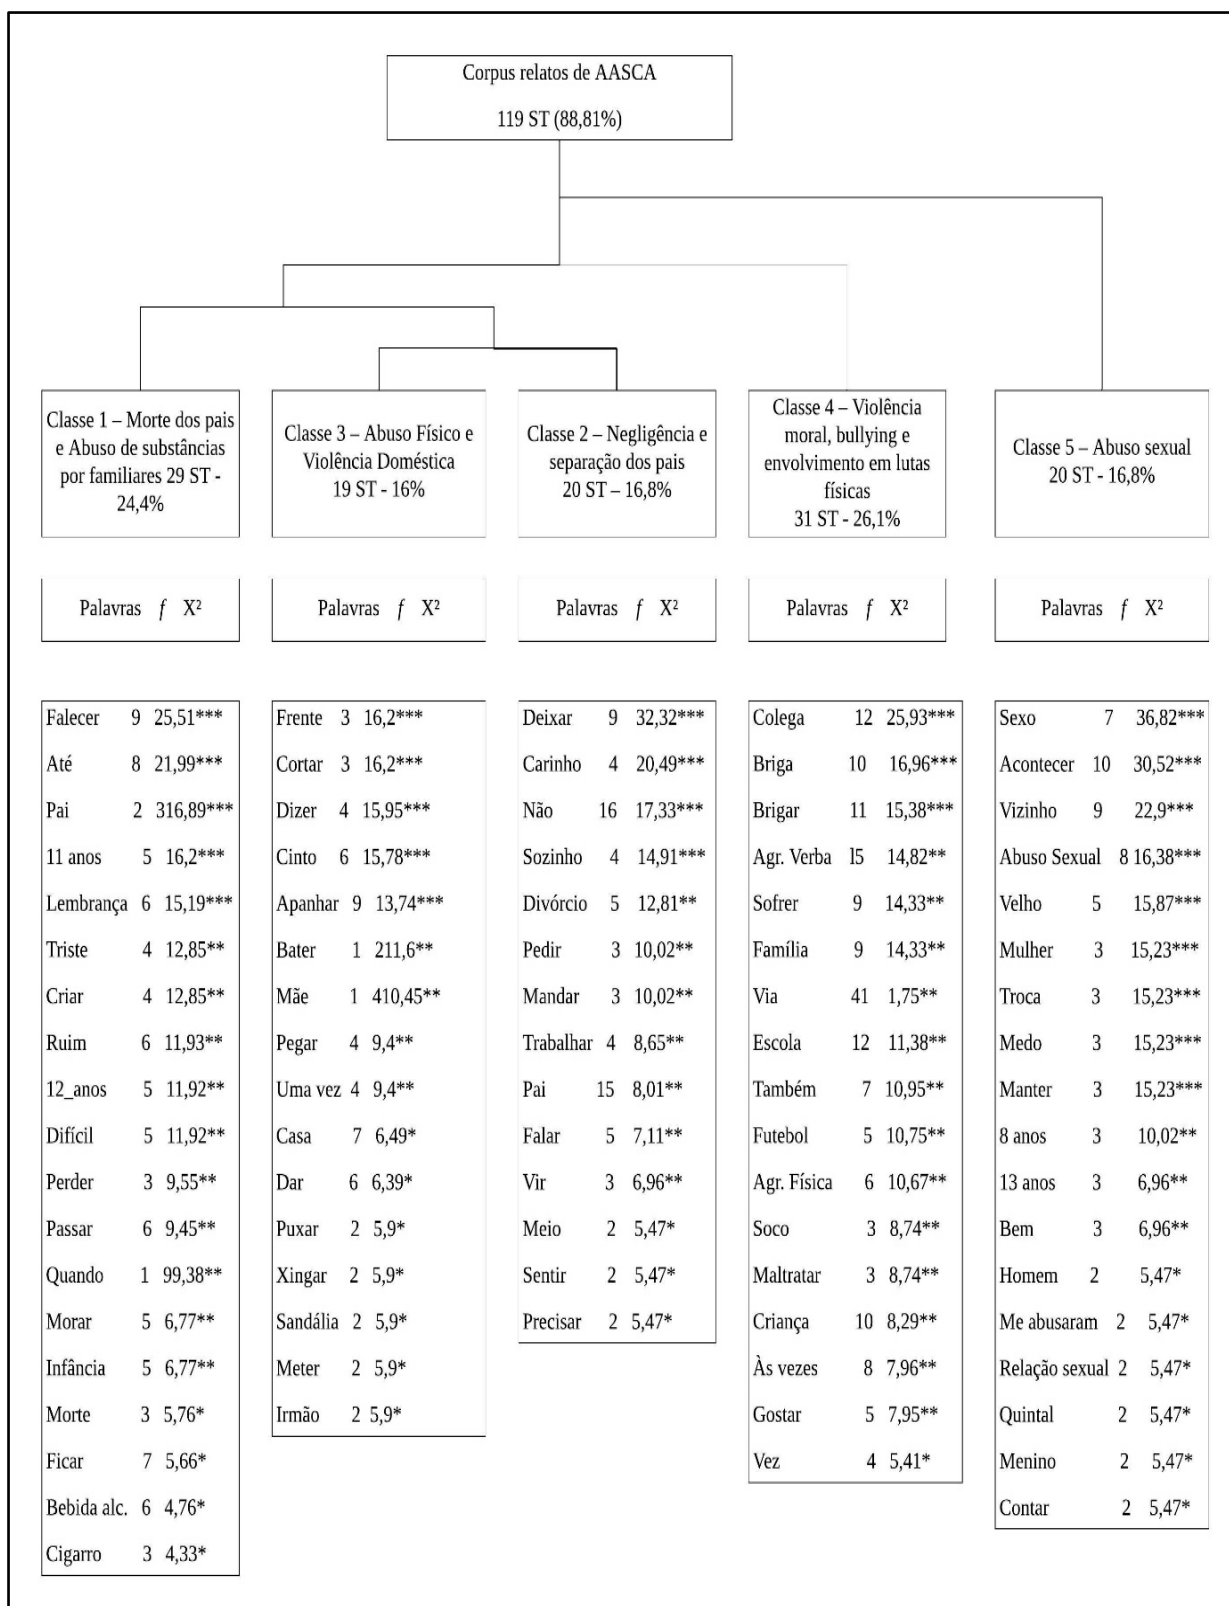 Corpus relatos de AASCA
119 ST (88,81%)
Classe 1 – Morte dos pais
e Abuso de substâncias
por familiares 29 ST -
24,4%
Classe 3 – Abuso Físico e
Violência Doméstica
19 ST - 16%
Classe 2 – Negligência e
separação dos pais
20 ST – 16,8%
Classe 4 – Violência
moral, bullying e
envolvimento em lutas
físicas
31 ST - 26,1%
Classe 5 – Abuso sexual
20 ST - 16,8%
Palavras f X²
Palavras f X²
Palavras f X²
Palavras f X²
Palavras f X²
Falecer 9 25,51***
Até 8 21,99***
Pai 2 316,89***
11 anos 5 16,2***
Lembrança 6 15,19***
Triste 4 12,85**
Criar 4 12,85**
Ruim 6 11,93**
12_anos 5 11,92**
Difícil 5 11,92**
Perder 3 9,55**
Passar 6 9,45**
Quando 1 99,38**
Morar 5 6,77**
Infância 5 6,77**
Morte 3 5,76*
Ficar 7 5,66*
Bebida alc. 6 4,76*
Cigarro 3 4,33*
Frente 3 16,2***
Cortar 3 16,2***
Dizer 4 15,95***
Cinto 6 15,78***
Apanhar 9 13,74***
Bater 1 211,6**
Mãe 1 410,45**
Pegar 4 9,4**
Uma vez 4 9,4**
Casa 7 6,49*
Dar 6 6,39*
Puxar 2 5,9*
Xingar 2 5,9*
Sandália 2 5,9*
Meter 2 5,9*
Irmão 2 5,9*
Deixar 9 32,32***
Carinho 4 20,49***
Não 16 17,33***
Sozinho 4 14,91***
Divórcio 5 12,81**
Pedir 3 10,02**
Mandar 3 10,02**
Trabalhar 4 8,65**
Pai 15 8,01**
Falar 5 7,11**
Vir 3 6,96**
Meio 2 5,47*
Sentir 2 5,47*
Precisar 2 5,47*
Colega 12 25,93***
Briga 10 16,96***
Brigar 11 15,38***
Agr. Verba l5 14,82**
Sofrer 9 14,33**
Família 9 14,33**
Via 41 1,75**
Escola 12 11,38**
Também 7 10,95**
Futebol 5 10,75**
Agr. Física 6 10,67**
Soco 3 8,74**
Maltratar 3 8,74**
Criança 10 8,29**
Às vezes 8 7,96**
Gostar 5 7,95**
Vez 4 5,41*
Sexo 7 36,82***
Acontecer 10 30,52***
Vizinho 9 22,9***
Abuso Sexual 8 16,38***
Velho 5 15,87***
Mulher 3 15,23***
Troca 3 15,23***
Medo 3 15,23***
Manter 3 15,23***
8 anos 3 10,02**
13 anos 3 6,96**
Bem 3 6,96**
Homem 2 5,47*
Me abusaram 2 5,47*
Relação sexual 2 5,47*
Quintal 2 5,47*
Menino 2 5,47*
Contar 2 5,47*